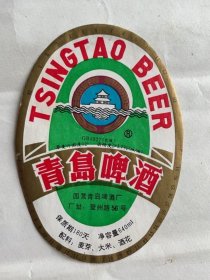 TSINGTAO BEER
®
青島啤酒
国营青岛啤酒厂
厂址：登州路56号
保质期180天 净容量640ml
配料：麦芽、大米、酒花